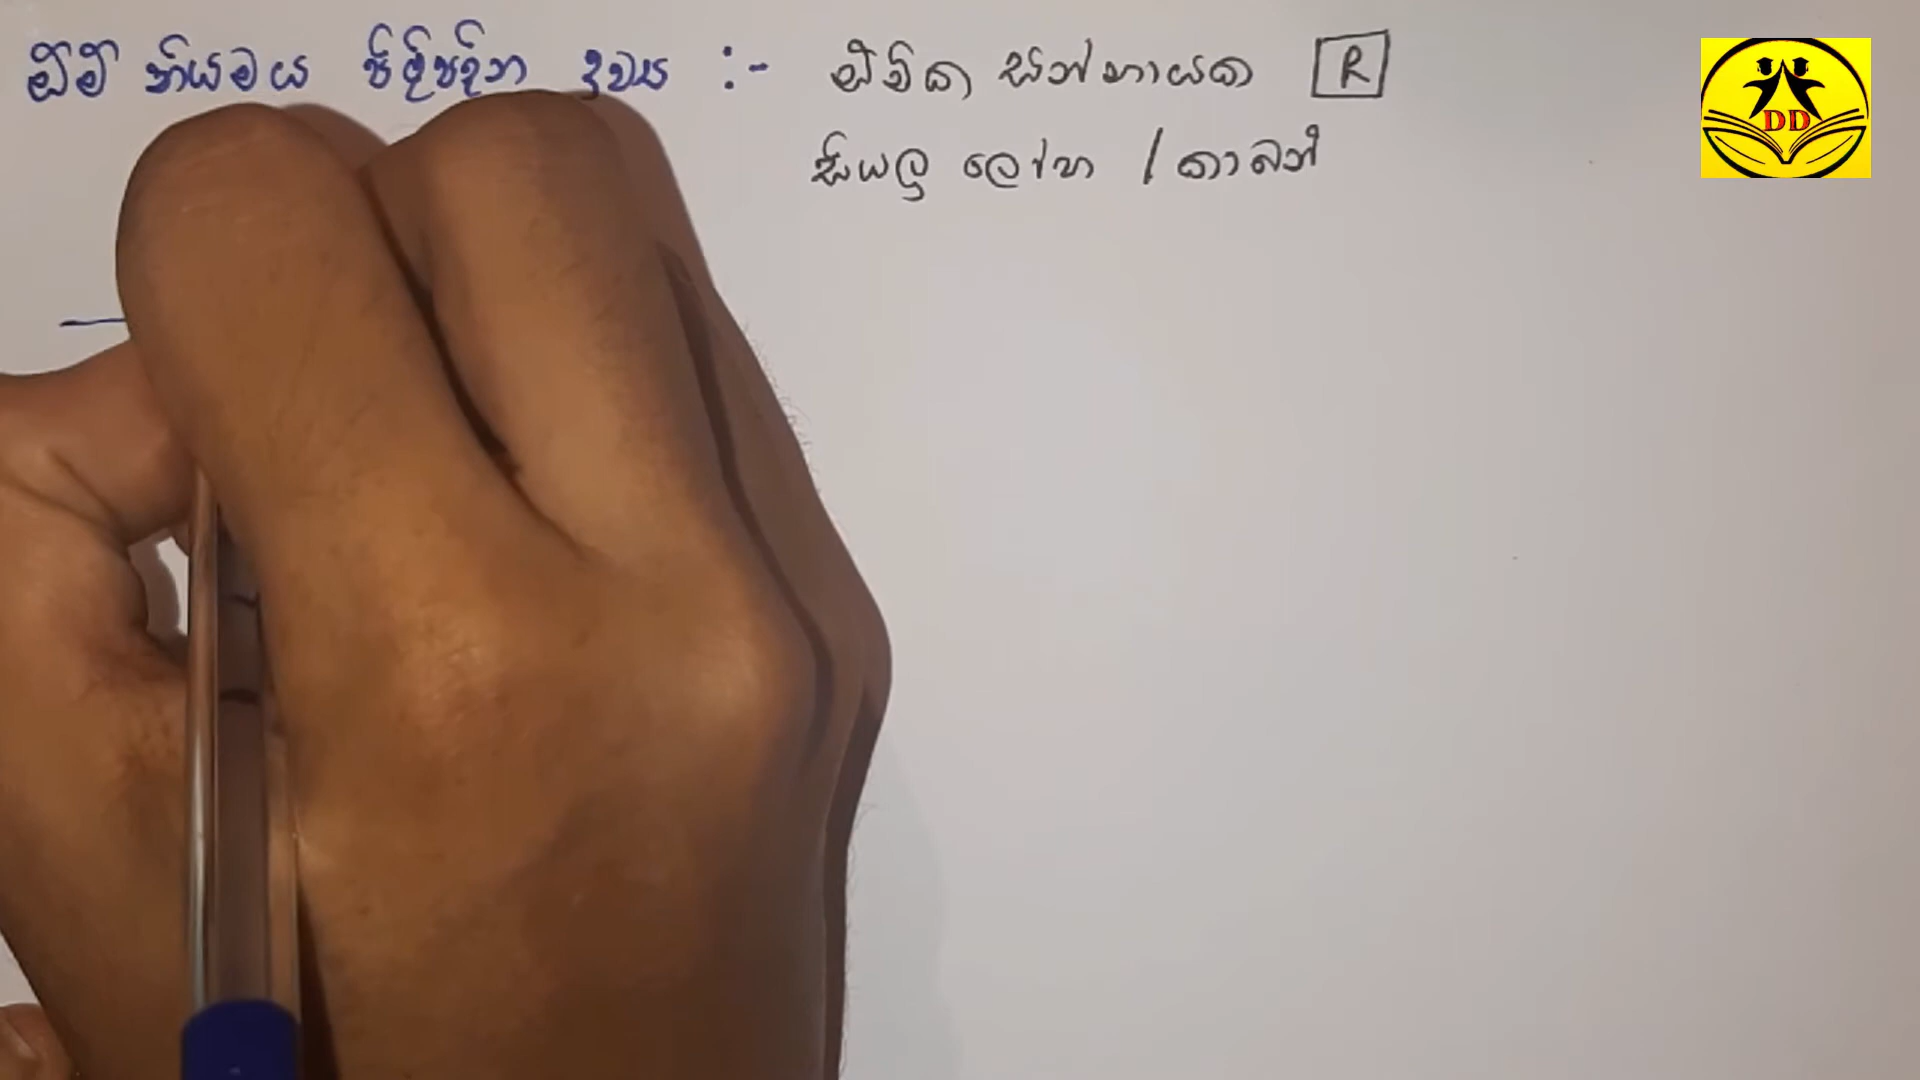 ඕම් නියමය පිළිපදින ද්‍රව්‍ය :- ඕමික සන්නායක R
සියලු ලෝහ / කාබන්
DD